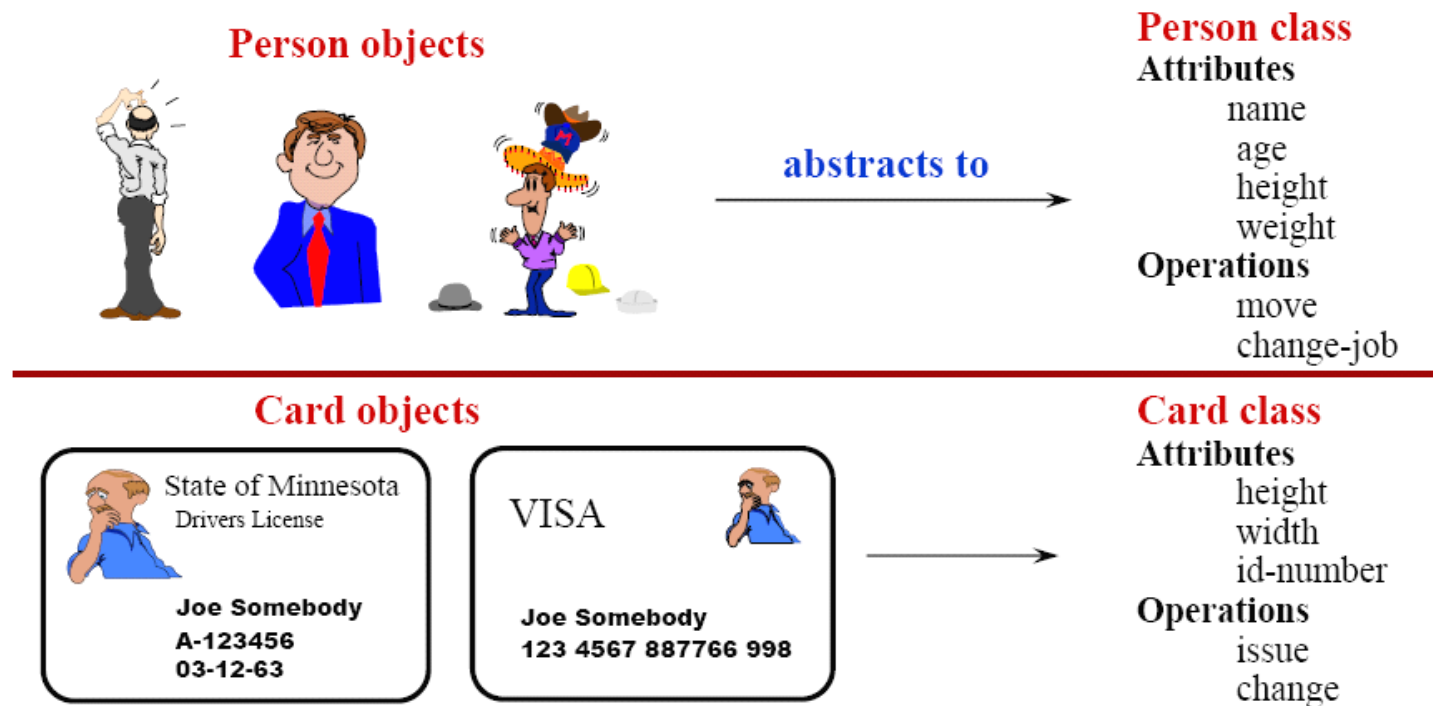 Person objects
M
abstracts to
Person class
Attributes
name
age
height
weight
Operations
move
change-job
Card objects
State of Minnesota
Drivers License
Joe Somebody
A-123456
03-12-63
VISA
Joe Somebody
123 4567 887766 998
Card class
Attributes
height
width
id-number
Operations
issue
change